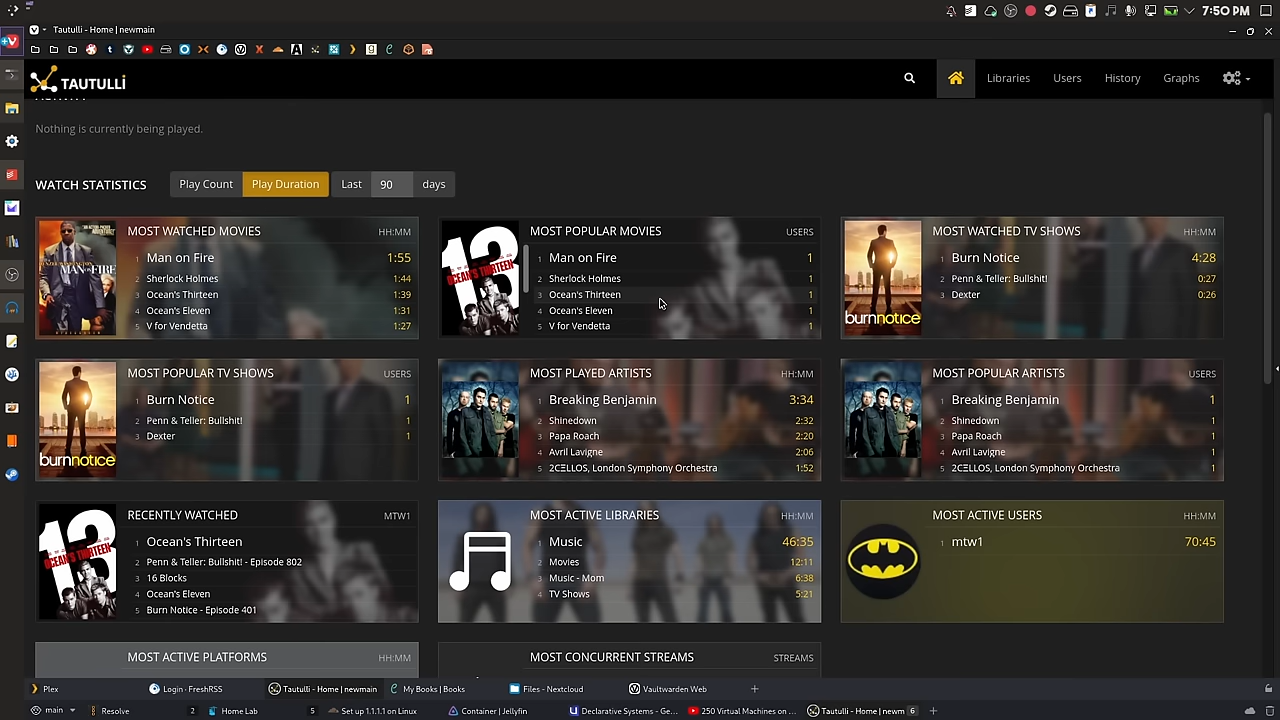 7:50 PM
Tautulli - Home | newmain
TAUTULLI
Libraries Users History Graphs
Nothing is currently being played.
WATCH STATISTICS Play Count Play Duration Last 90 days
MOST WATCHED MOVIES HH:MM
1 Man on Fire 1:55
2 Sherlock Holmes 1:44
3 Ocean's Thirteen 1:39
4 Ocean's Eleven 1:31
5 V for Vendetta 1:27
MAN ON FIRE
MOST POPULAR MOVIES USERS
1 Man on Fire 1
2 Sherlock Holmes 1
3 Ocean's Thirteen 1
4 Ocean's Eleven 1
5 V for Vendetta 1
13
OCEAN'S THIRTEEN
MOST WATCHED TV SHOWS HH:MM
1 Burn Notice 4:28
2 Penn & Teller: Bullshit! 0:27
3 Dexter 0:26
burnnotice
MOST POPULAR TV SHOWS USERS
1 Burn Notice 1
2 Penn & Teller: Bullshit! 1
3 Dexter 1
burnnotice
MOST PLAYED ARTISTS HH:MM
1 Breaking Benjamin 3:34
2 Shinedown 2:32
3 Papa Roach 2:20
4 Avril Lavigne 2:06
5 2CΞLLOS, London Symphony Orchestra 1:52
MOST POPULAR ARTISTS USERS
1 Breaking Benjamin 1
2 Shinedown 1
3 Papa Roach 1
4 Avril Lavigne 1
5 2CΞLLOS, London Symphony Orchestra 1
RECENTLY WATCHED MTW1
1 Ocean's Thirteen
2 Penn & Teller: Bullshit! - Episode 802
3 16 Blocks
4 Ocean's Eleven
5 Burn Notice - Episode 401
13
OCEAN'S THIRTEEN
MOST ACTIVE LIBRARIES HH:MM
1 Music 46:35
2 Movies 12:11
3 Music - Mom 6:38
4 TV Shows 5:21
MOST ACTIVE USERS HH:MM
1 mtw1 70:45
MOST ACTIVE PLATFORMS HH:MM
MOST CONCURRENT STREAMS STREAMS
Plex Login · FreshRSS Tautulli - Home | newmain My Books | Books Files - Nextcloud Vaultwarden Web
main Resolve 2 Home Lab 5 Set up 1.1.1.1 on Linux Container | Jellyfin Declarative Systems - Ge... 250 Virtual Machines on ... Tautulli - Home | newm 6